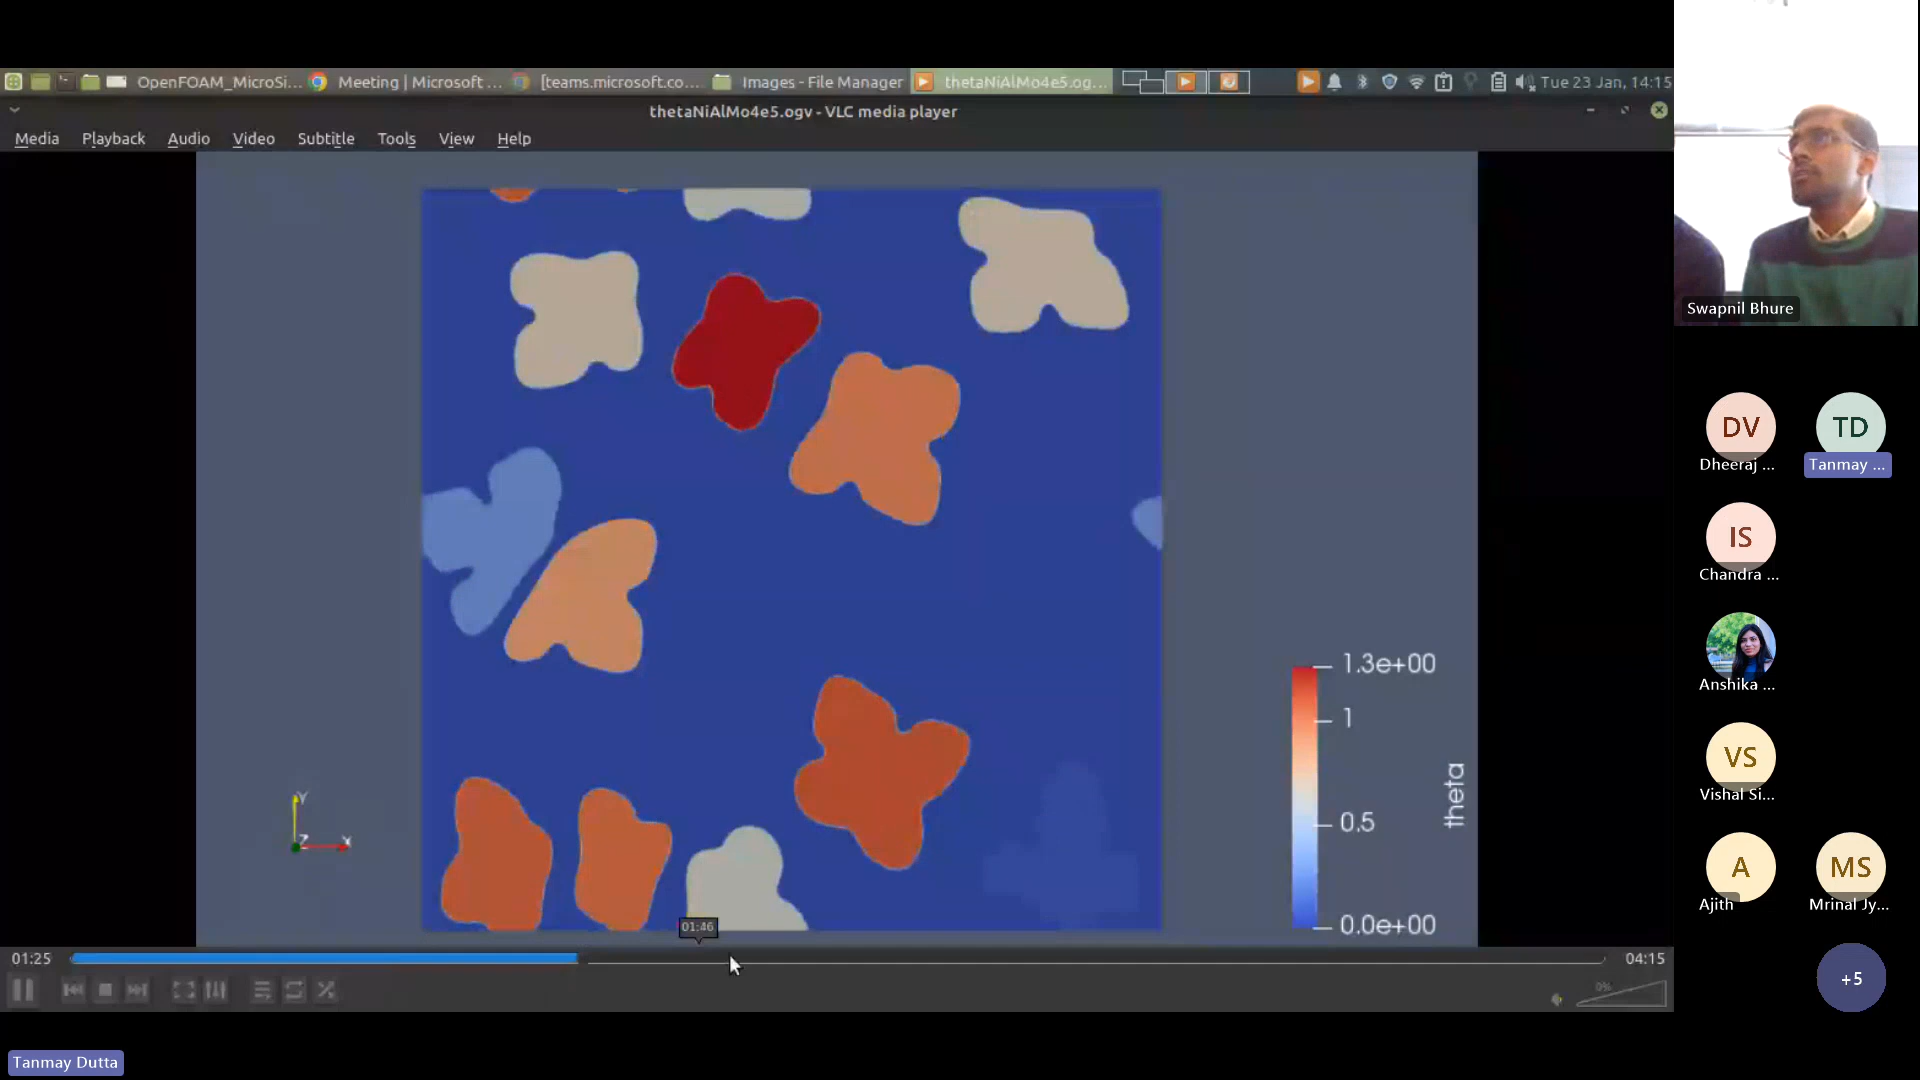 OpenFOAM_MicroSi... Meeting | Microsoft ... [teams.microsoft.co... Images - File Manager thetaNiAlMo4e5.og... Tue 23 Jan, 14:15
thetaNiAlMo4e5.ogv - VLC media player
Media Playback Audio Video Subtitle Tools View Help
Swapnil Bhure
DV TD
Dheeraj ... Tanmay ...
IS
Chandra ...
Anshika ...
VS
Vishal Si...
A MS
Ajith Mrinal Jy...
+5
1.3e+00
1
0.5
0.0e+00
theta
Y
Z X
01:46
01:25 04:15
0%
Tanmay Dutta